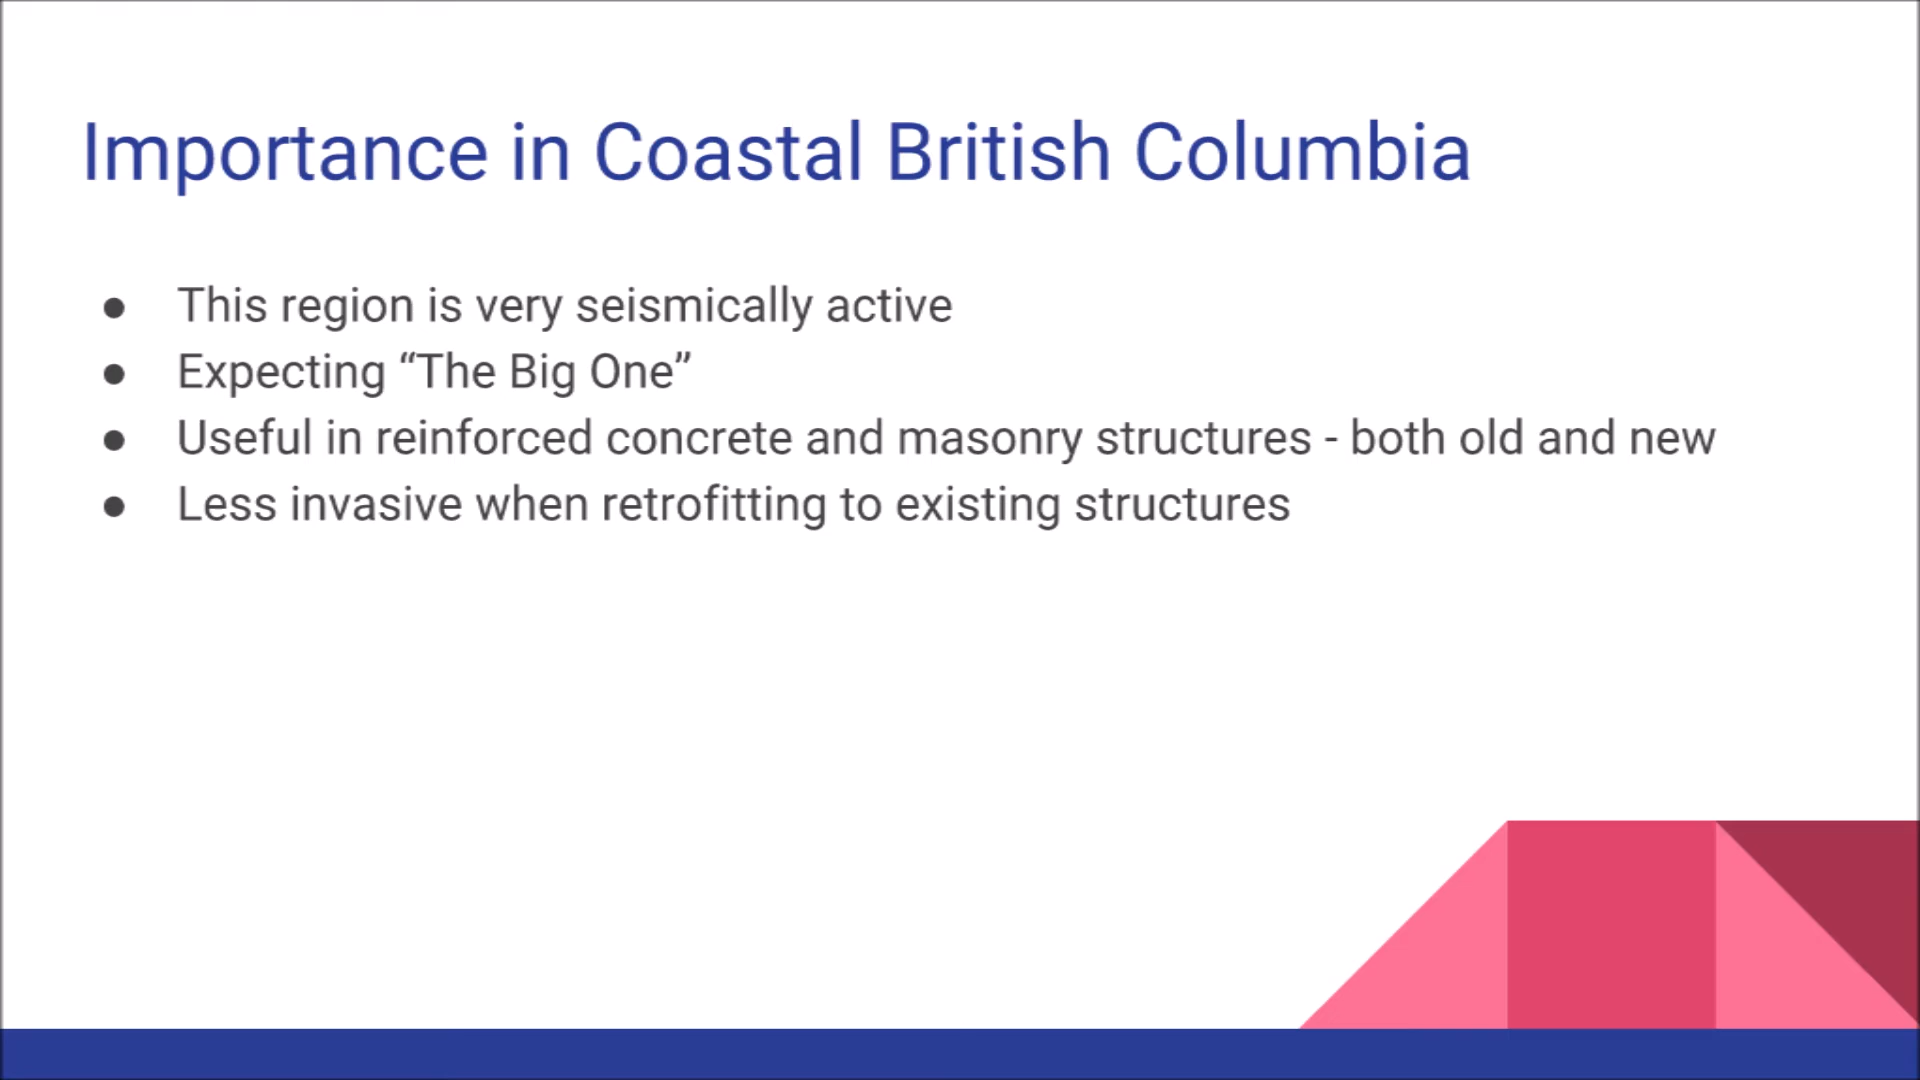 Importance in Coastal British Columbia
● This region is very seismically active
● Expecting “The Big One”
● Useful in reinforced concrete and masonry structures - both old and new
● Less invasive when retrofitting to existing structures